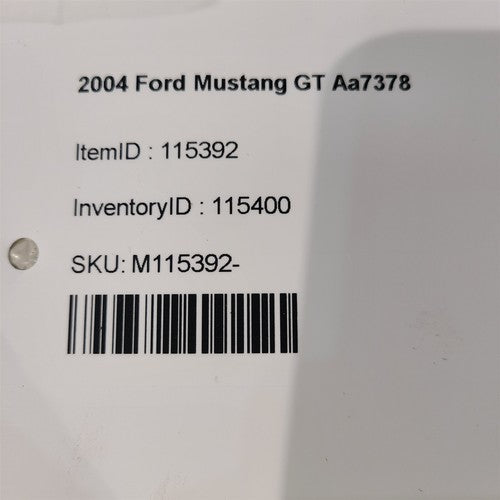 2004 Ford Mustang GT Aa7378
ItemID : 115392
InventoryID : 115400
SKU: M115392-